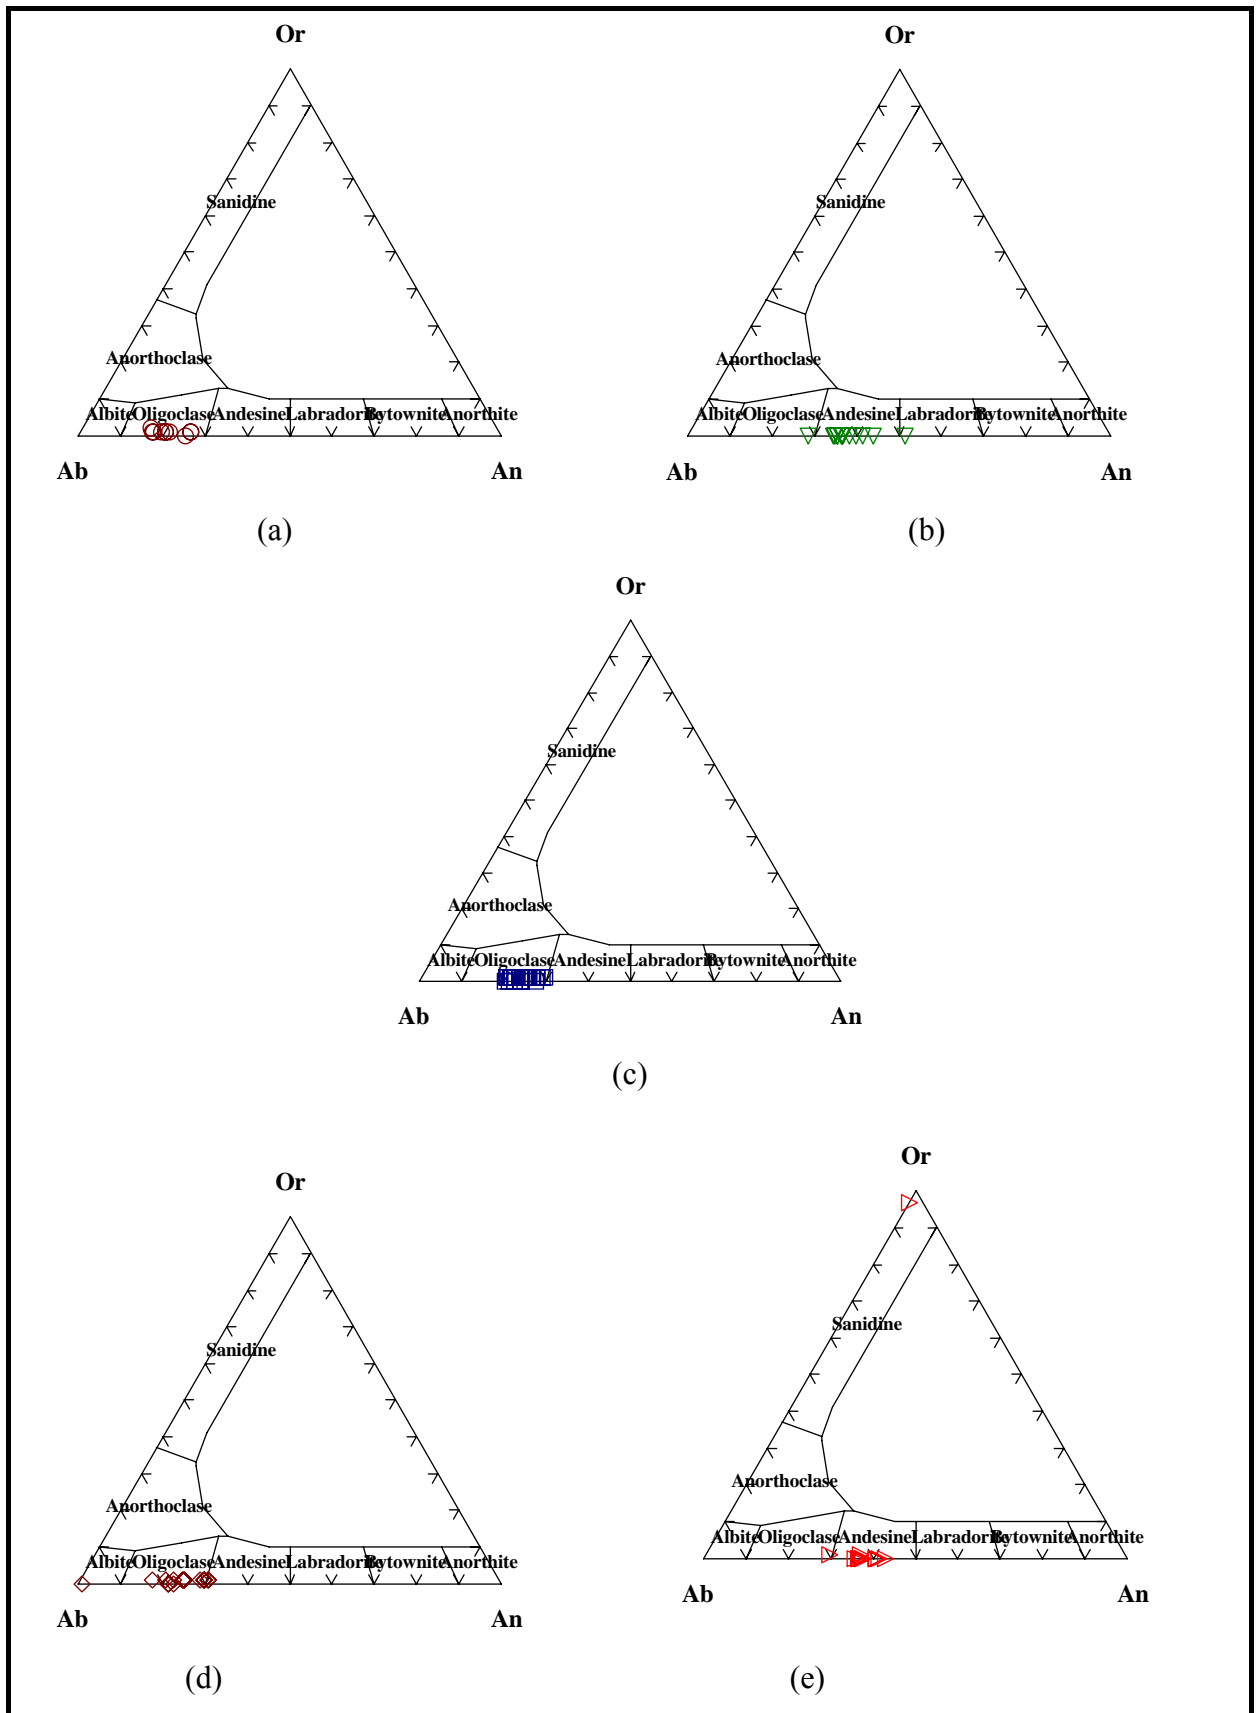 Or
Sanidine
Anorthoclase
Albite Oligoclase Andesine Labradorite Bytownite Anorthite
Ab An
(a)
Or
Sanidine
Anorthoclase
Albite Oligoclase Andesine Labradorite Bytownite Anorthite
Ab An
(b)
Or
Sanidine
Anorthoclase
Albite Oligoclase Andesine Labradorite Bytownite Anorthite
Ab An
(c)
Or
Sanidine
Anorthoclase
Albite Oligoclase Andesine Labradorite Bytownite Anorthite
Ab An
(d)
Or
Sanidine
Anorthoclase
Albite Oligoclase Andesine Labradorite Bytownite Anorthite
Ab An
(e)